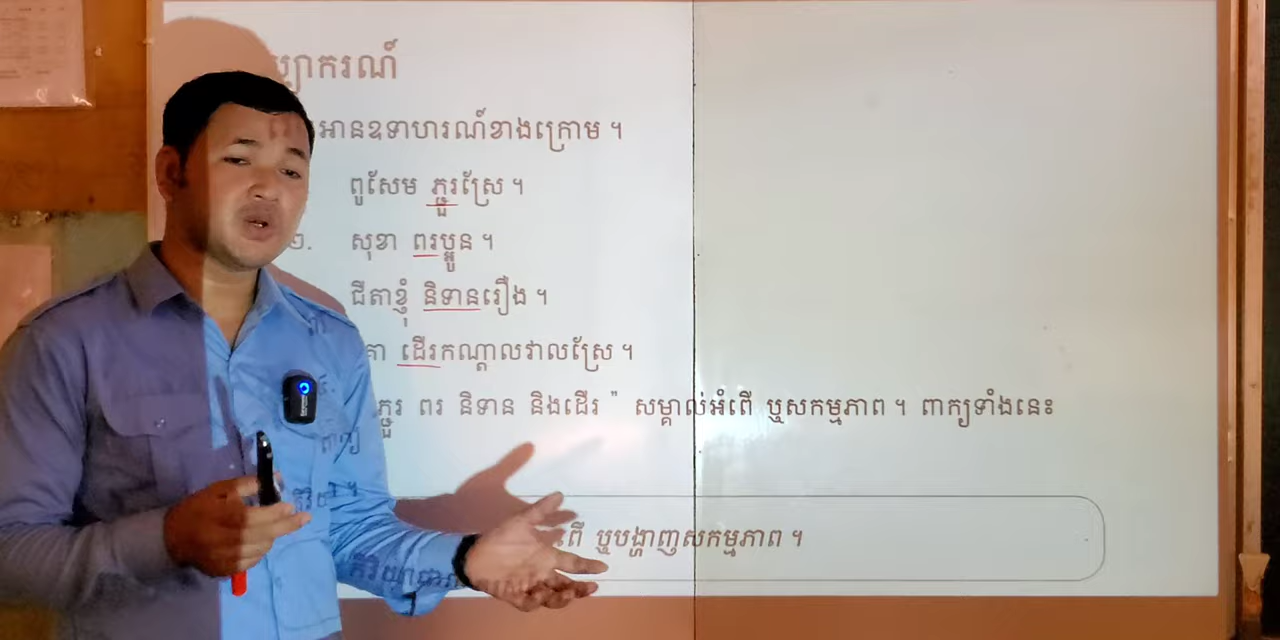 ព្យាករណ៍
អានឧទាហរណ៍ខាងក្រោម ។
ពូសែម ភ្ជួរស្រែ ។
២. សុខា ពរប្អូន ។
ជីតាខ្ញុំ និទានរឿង ។
តា ដើរកណ្ដាលវាលស្រែ ។
ភ្ជួរ ពរ និទាន និងដើរ " សម្គាល់អំពើ ឬសកម្មភាព ។ ពាក្យទាំងនេះ
ឬបង្ហាញសកម្មភាព ។